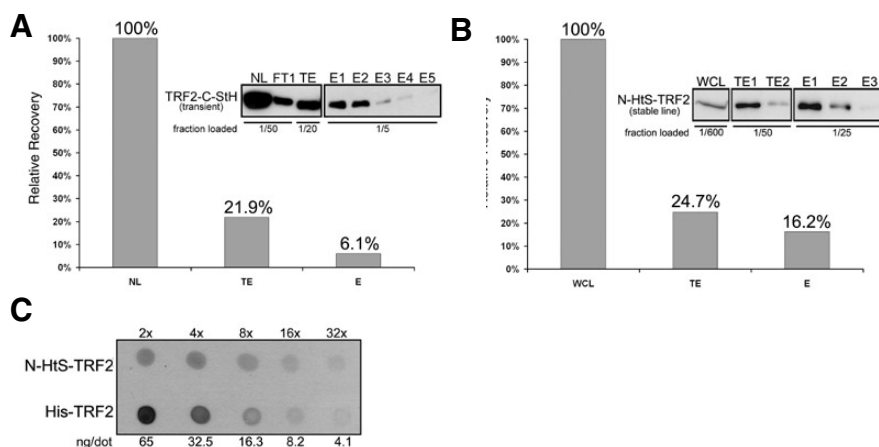 A
100%
100%
90%
80%
70%
60%
50%
40%
30%
20%
10%
0%
Relative Recovery
NL FT1 TE E1 E2 E3 E4 E5
TRF2-C-StH
(transient)
fraction loaded 1/50 1/20 1/5
21.9%
6.1%
NL TE E
B
100%
100%
90%
80%
70%
60%
50%
40%
30%
20%
10%
0%
Recovery
WCL TE1 TE2 E1 E2 E3
N-HtS-TRF2
(stable line)
fraction loaded 1/600 1/50 1/25
24.7%
16.2%
WCL TE E
C
2x 4x 8x 16x 32x
N-HtS-TRF2
His-TRF2
ng/dot 65 32.5 16.3 8.2 4.1